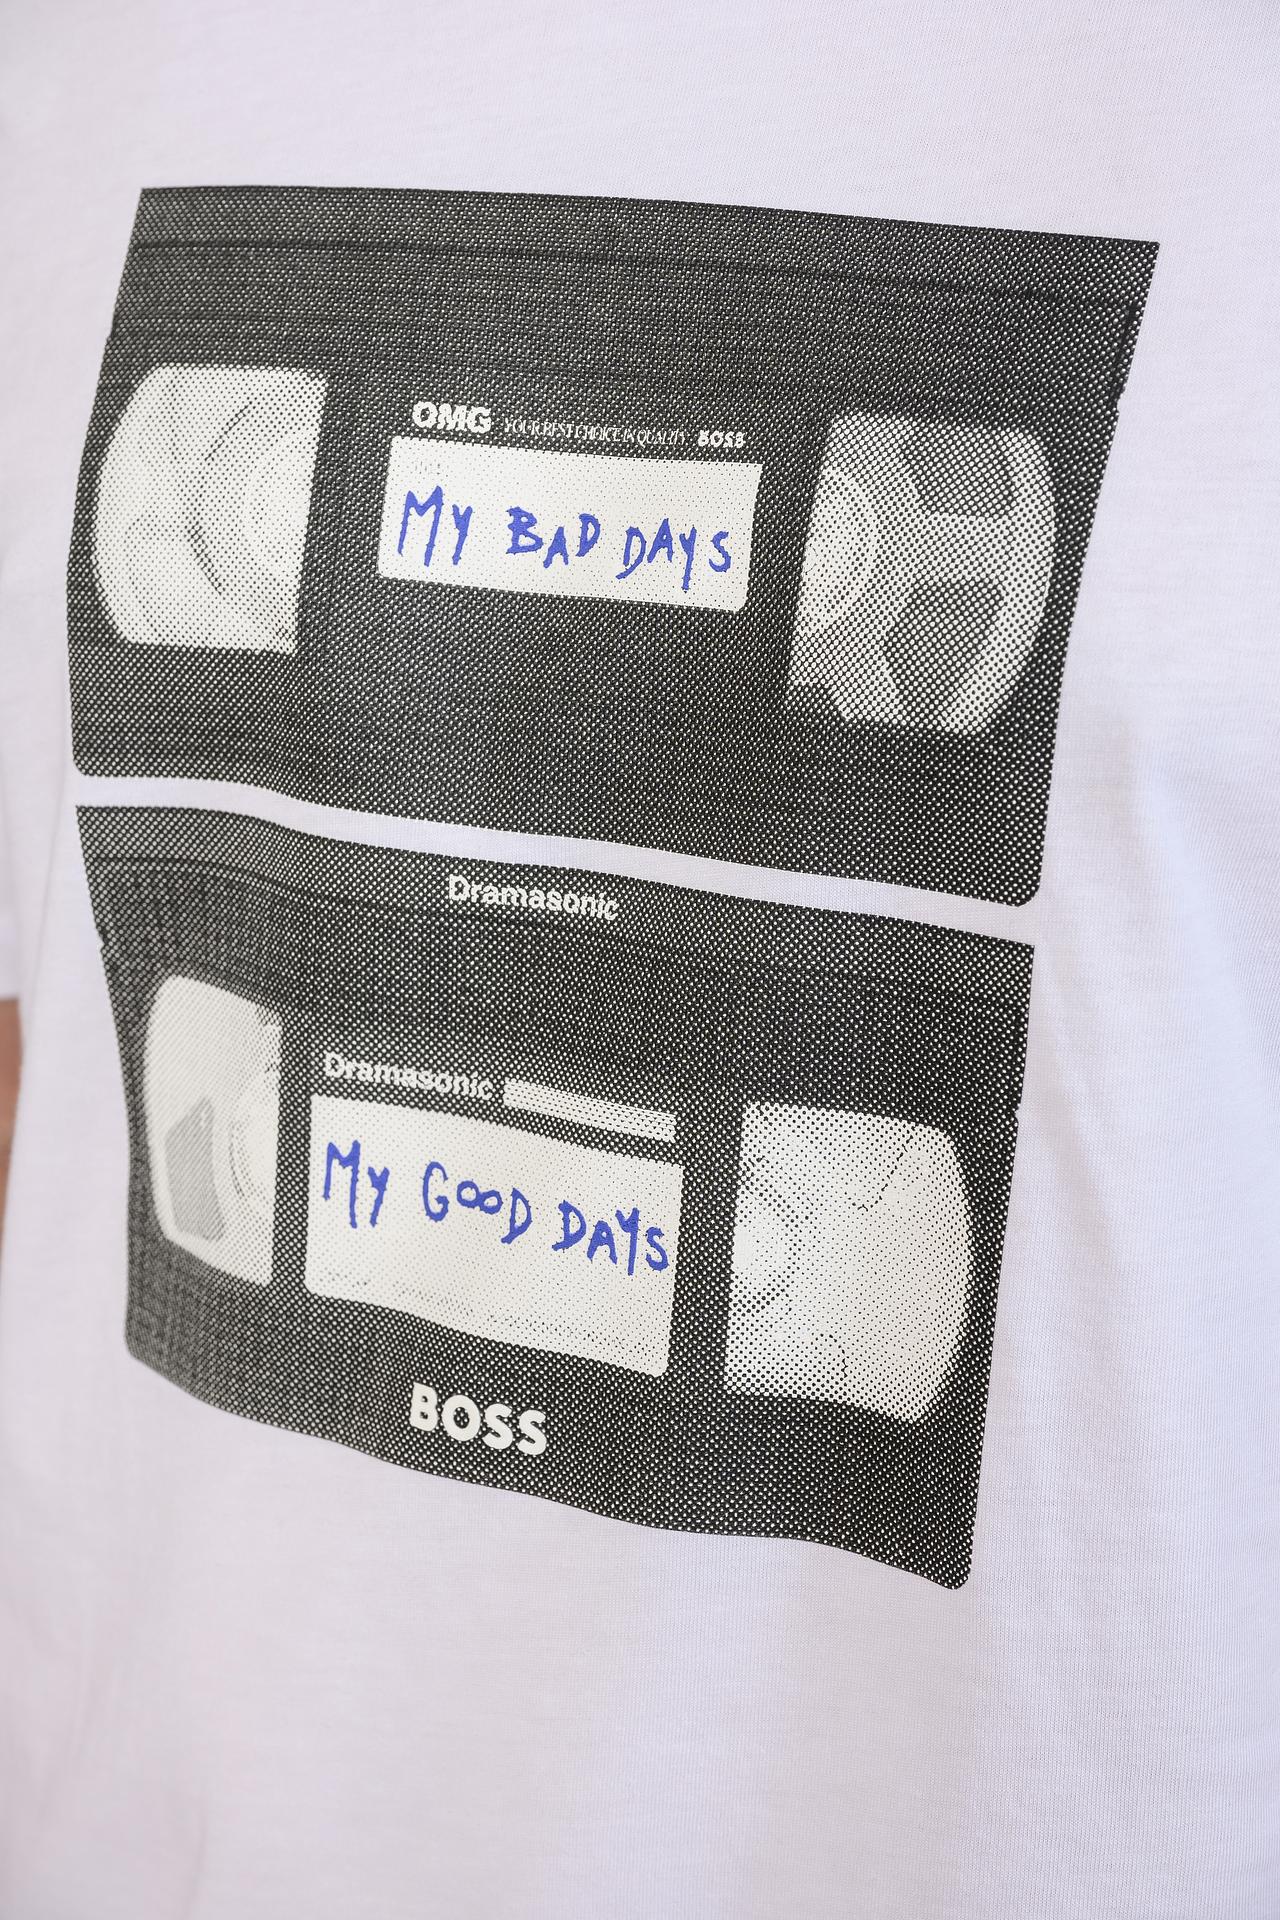 OMG YOUR BEST CHOICE IN QUALITY BOSS
MY BAD DAYS
Dramasonic
Dramasonic
MY GOOD DAYS
BOSS